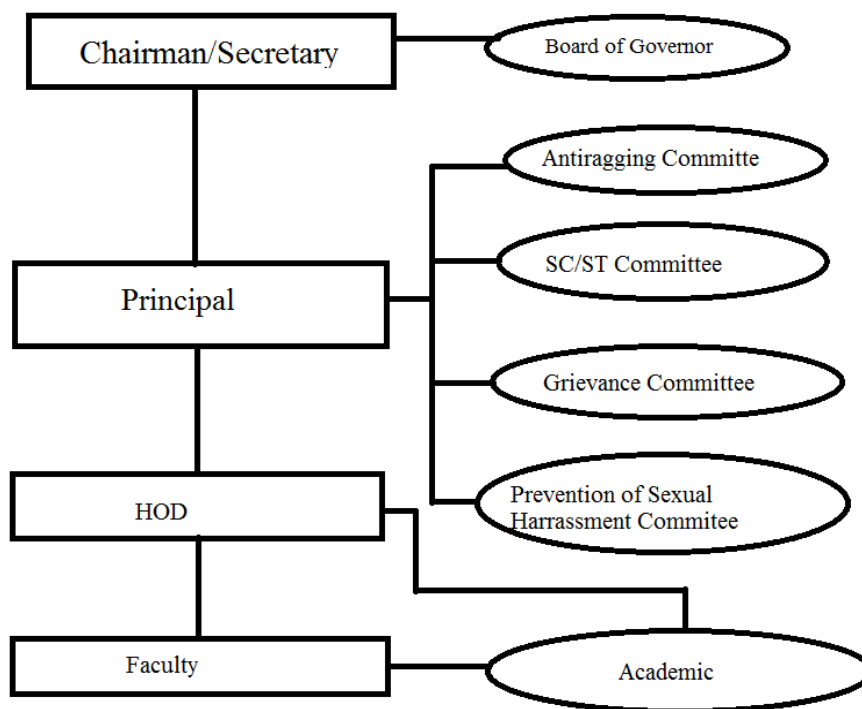 Chairman/Secretary
Board of Governor
Antiragging Committe
SC/ST Committee
Principal
Grievance Committee
HOD
Prevention of Sexual
Harrassment Commitee
Faculty
Academic